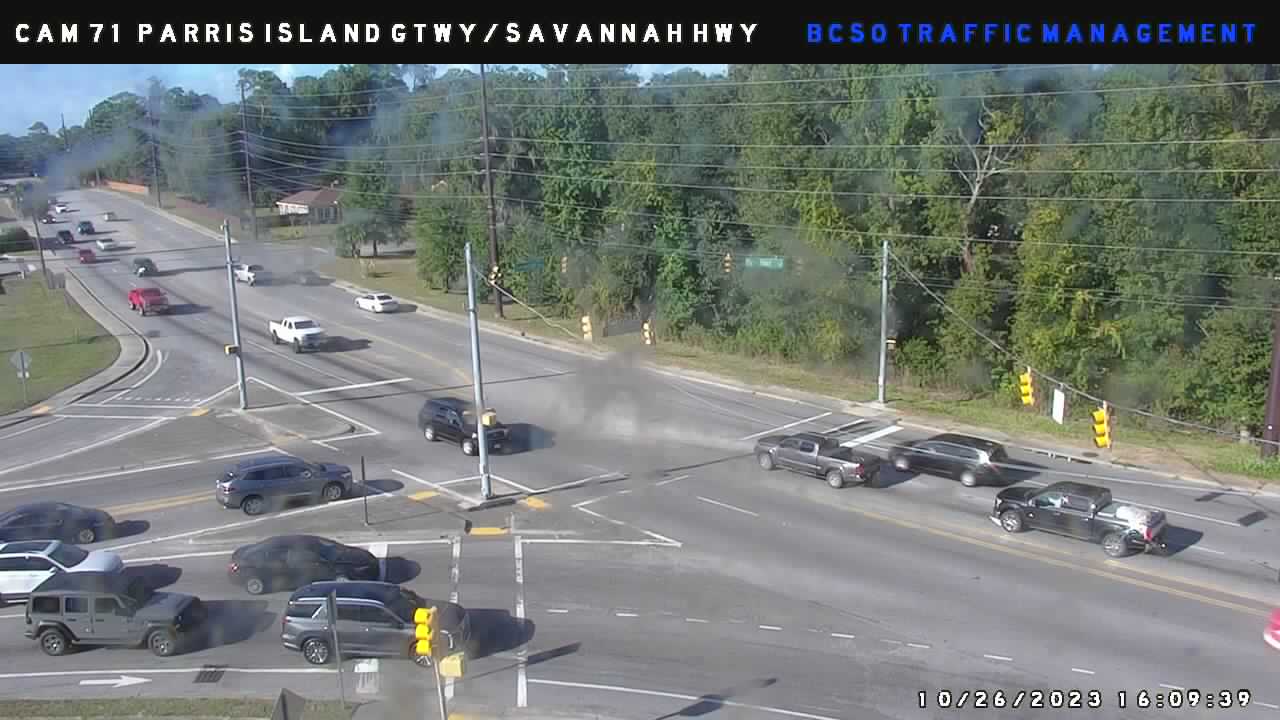 CAM 71 PARRIS ISLAND GTWY/SAVANNAH HWY BCSO TRAFFIC MANAGEMENT
10/26/2023 16:09:39